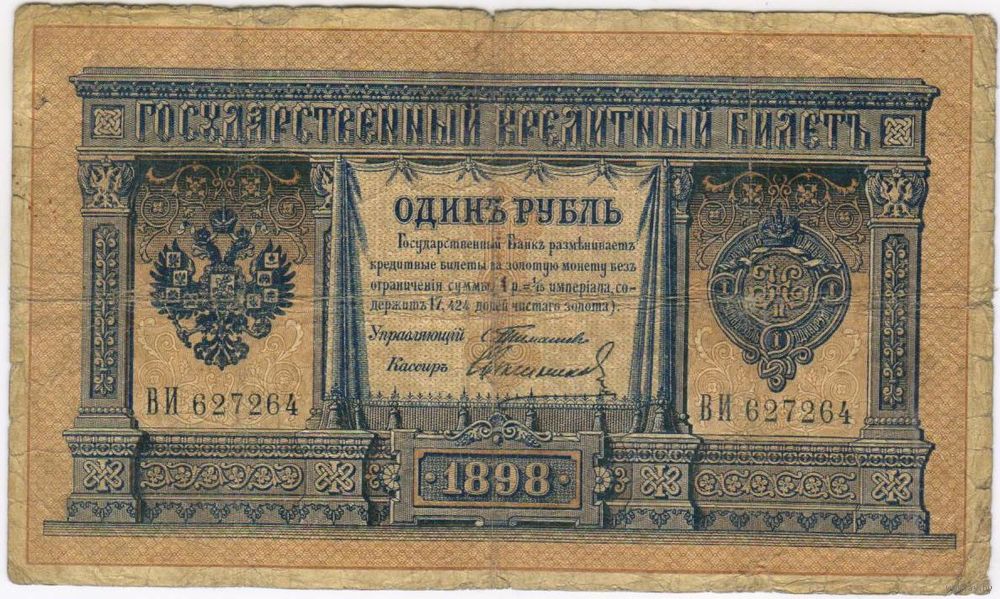 ГОСУДАРСТВЕННЫЙ КРЕДИТНЫЙ БИЛЕТЪ
ОДИНЪ РУБЛЬ
Государственный Банкъ размѣниваетъ
кредитные билеты на золотую монету безъ
ограниченія суммы (1 р. = 1/15 имперіала, со-
держитъ 17,424 долей чистаго золота).
Управляющій
Кассиръ
ВИ 627264
ВИ 627264
1898